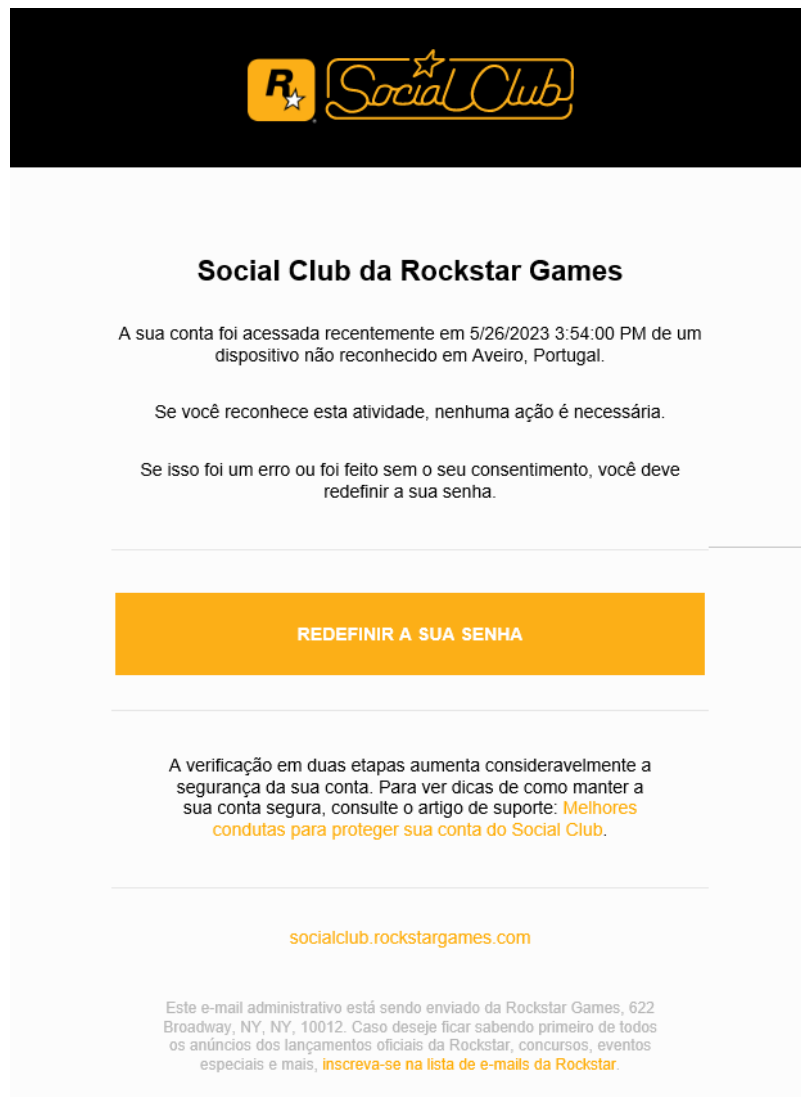 R
Social Club
Social Club da Rockstar Games
A sua conta foi acessada recentemente em 5/26/2023 3:54:00 PM de um
dispositivo não reconhecido em Aveiro, Portugal.
Se você reconhece esta atividade, nenhuma ação é necessária.
Se isso foi um erro ou foi feito sem o seu consentimento, você deve
redefinir a sua senha.
REDEFINIR A SUA SENHA
A verificação em duas etapas aumenta consideravelmente a
segurança da sua conta. Para ver dicas de como manter a
sua conta segura, consulte o artigo de suporte: Melhores
condutas para proteger sua conta do Social Club.
socialclub.rockstargames.com
Este e-mail administrativo está sendo enviado da Rockstar Games, 622
Broadway, NY, NY, 10012. Caso deseje ficar sabendo primeiro de todos
os anúncios dos lançamentos oficiais da Rockstar, concursos, eventos
especiais e mais, inscreva-se na lista de e-mails da Rockstar.